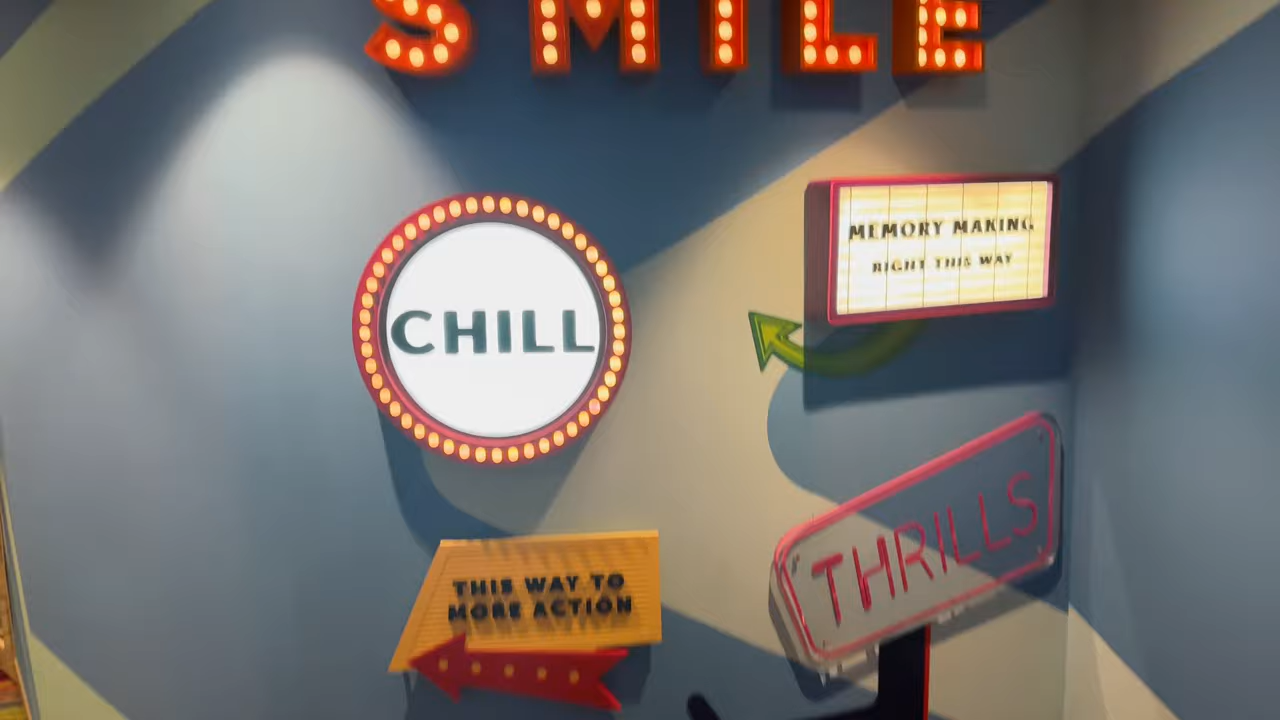 SMILE
CHILL
MEMORY MAKING
RIGHT THIS WAY
THRILLS
THIS WAY TO
MORE ACTION